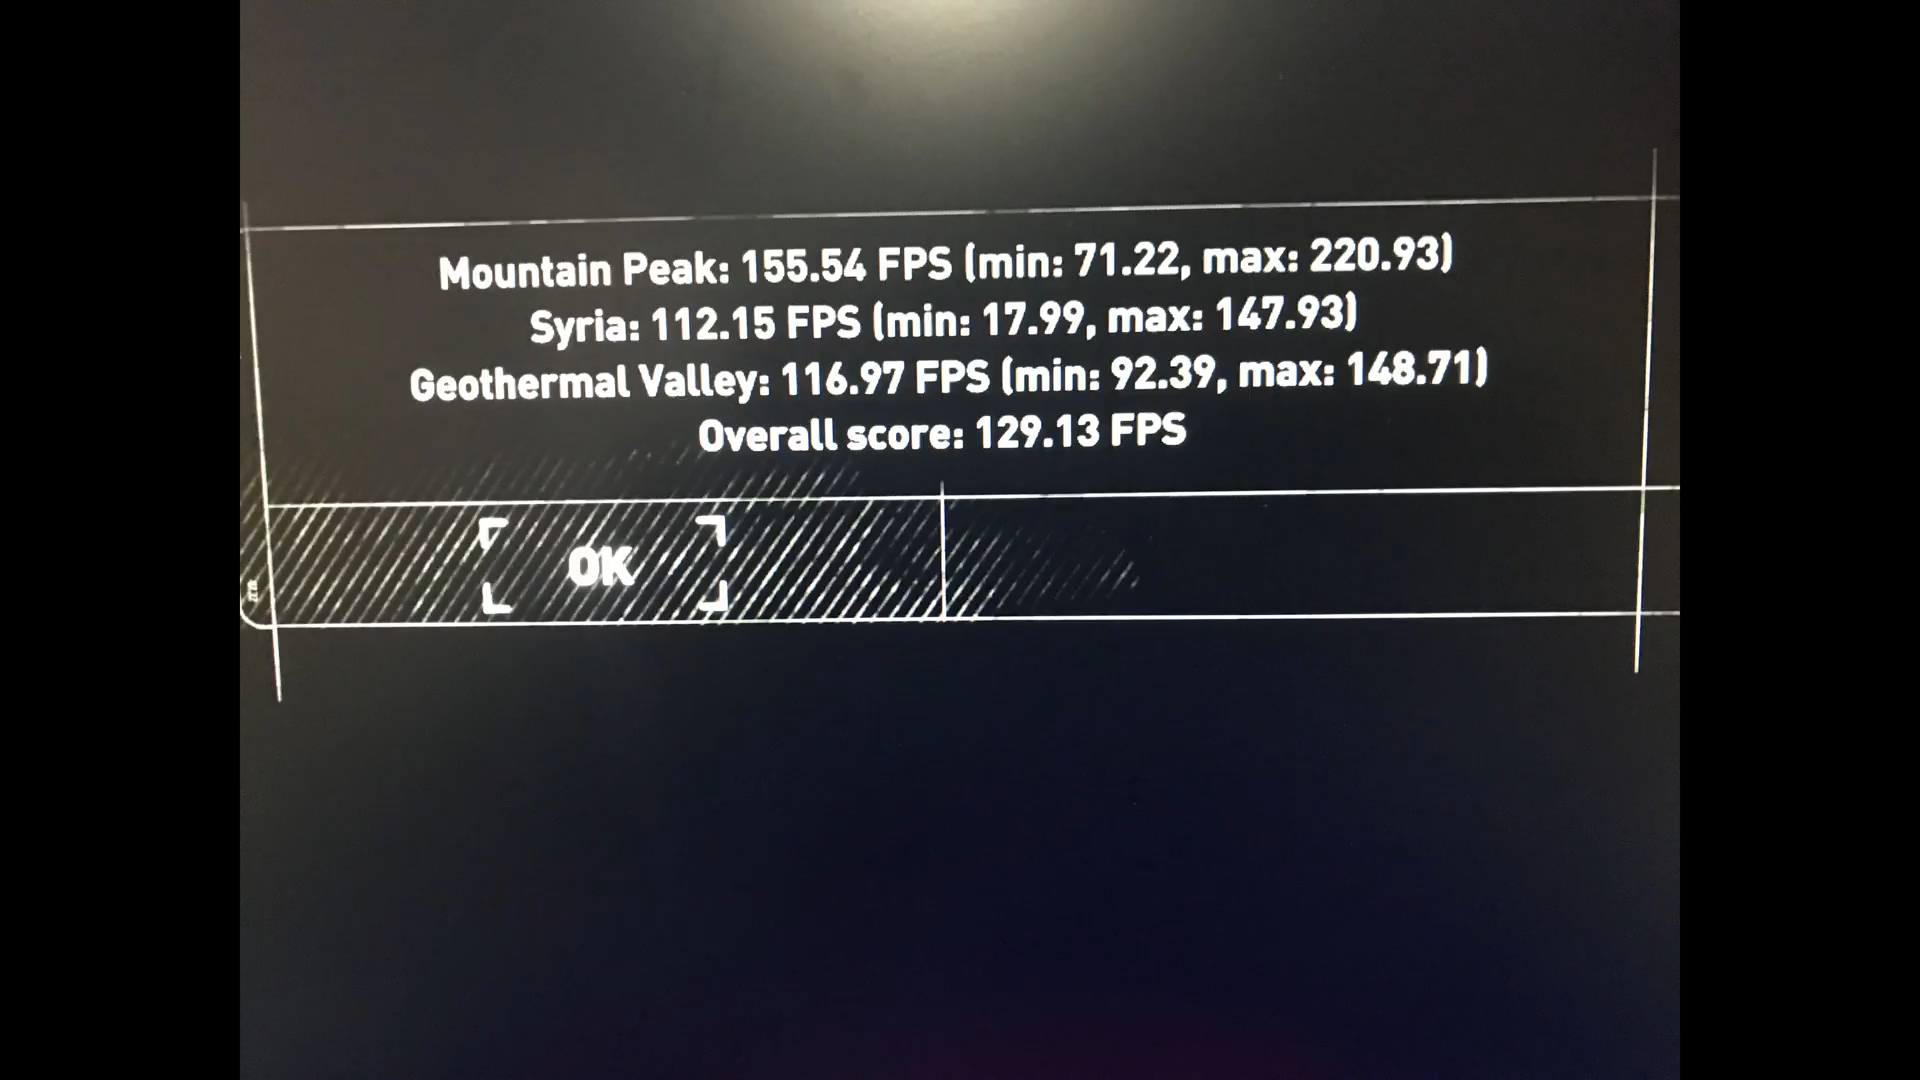 Mountain Peak: 155.54 FPS (min: 71.22, max: 220.93)
Syria: 112.15 FPS (min: 17.99, max: 147.93)
Geothermal Valley: 116.97 FPS (min: 92.39, max: 148.71)
Overall score: 129.13 FPS
OK